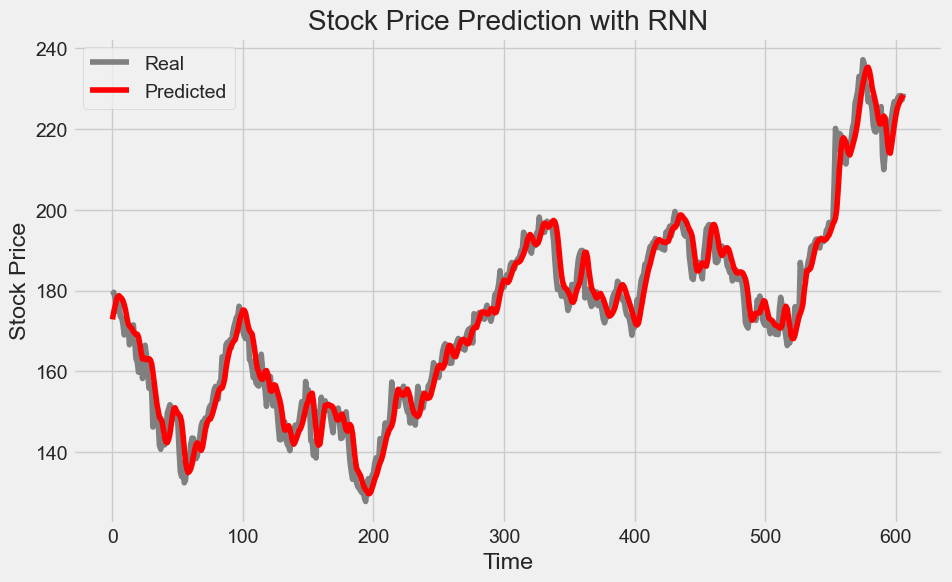 Stock Price Prediction with RNN
Real
Predicted
Stock Price
240
220
200
180
160
140
0 100 200 300 400 500 600
Time